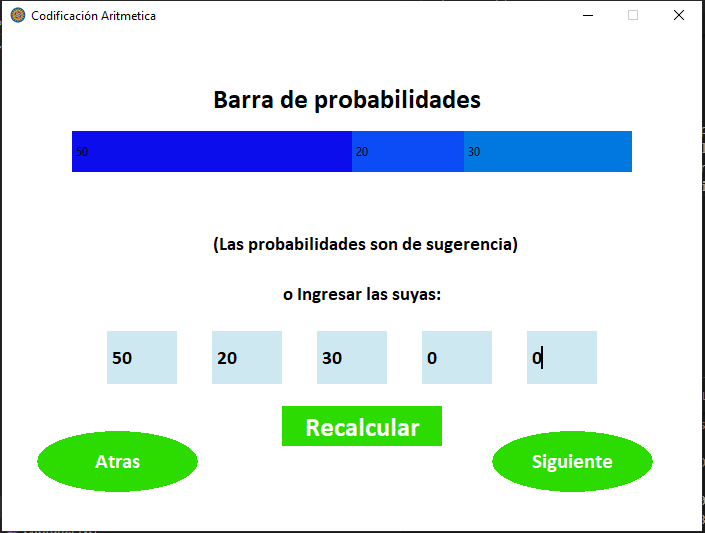 Codificación Aritmetica
Barra de probabilidades
50 20 30
(Las probabilidades son de sugerencia)
o Ingresar las suyas:
50 20 30 0 0
Recalcular
Atras Siguiente